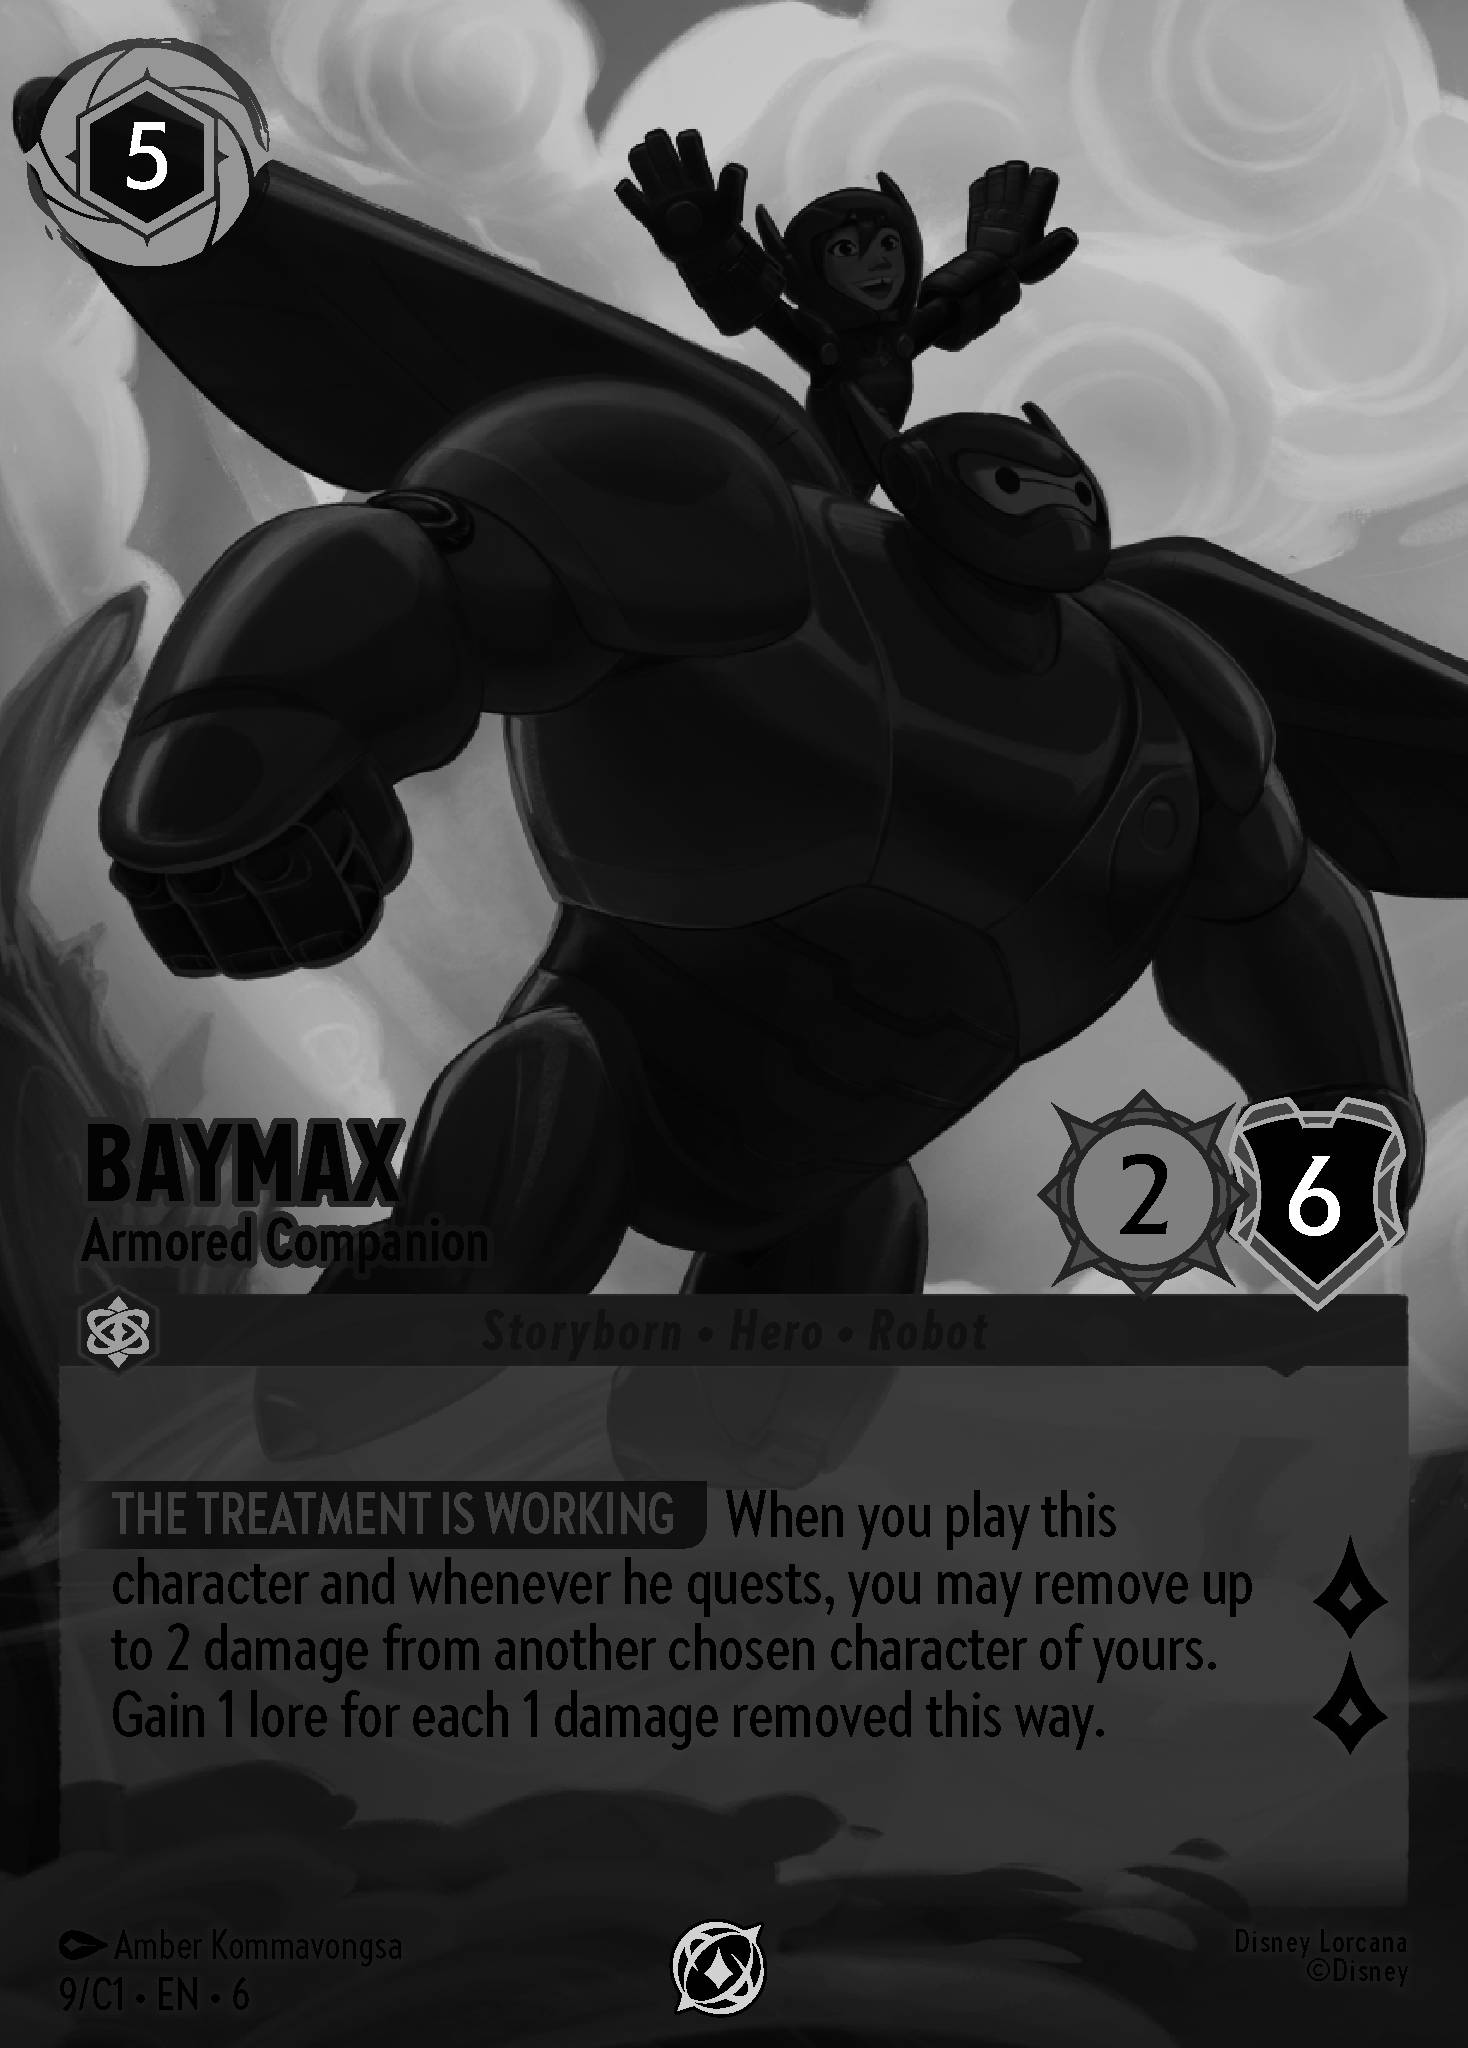 5
BAYMAX
Armored Companion
2
6
Storyborn • Hero • Robot
THE TREATMENT IS WORKING When you play this
character and whenever he quests, you may remove up
to 2 damage from another chosen character of yours.
Gain 1 lore for each 1 damage removed this way.
Amber Kommavongsa
9/C1 • EN • 6
Disney Lorcana
©Disney